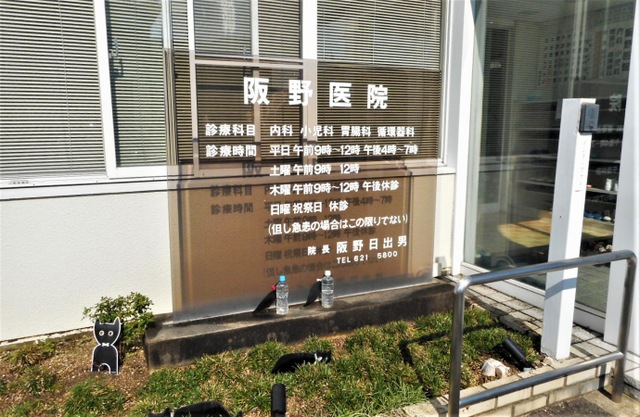 阪野医院
診療科目 内科 小児科 胃腸科 循環器科
診療時間 平日 午前9時〜12時 午後4時〜7時
土曜 午前9時 12時
木曜 午前9時〜12時 午後休診
日曜 祝祭日 休診
(但し急患の場合はこの限りでない)
院長 阪野日出男
TEL 621 5800